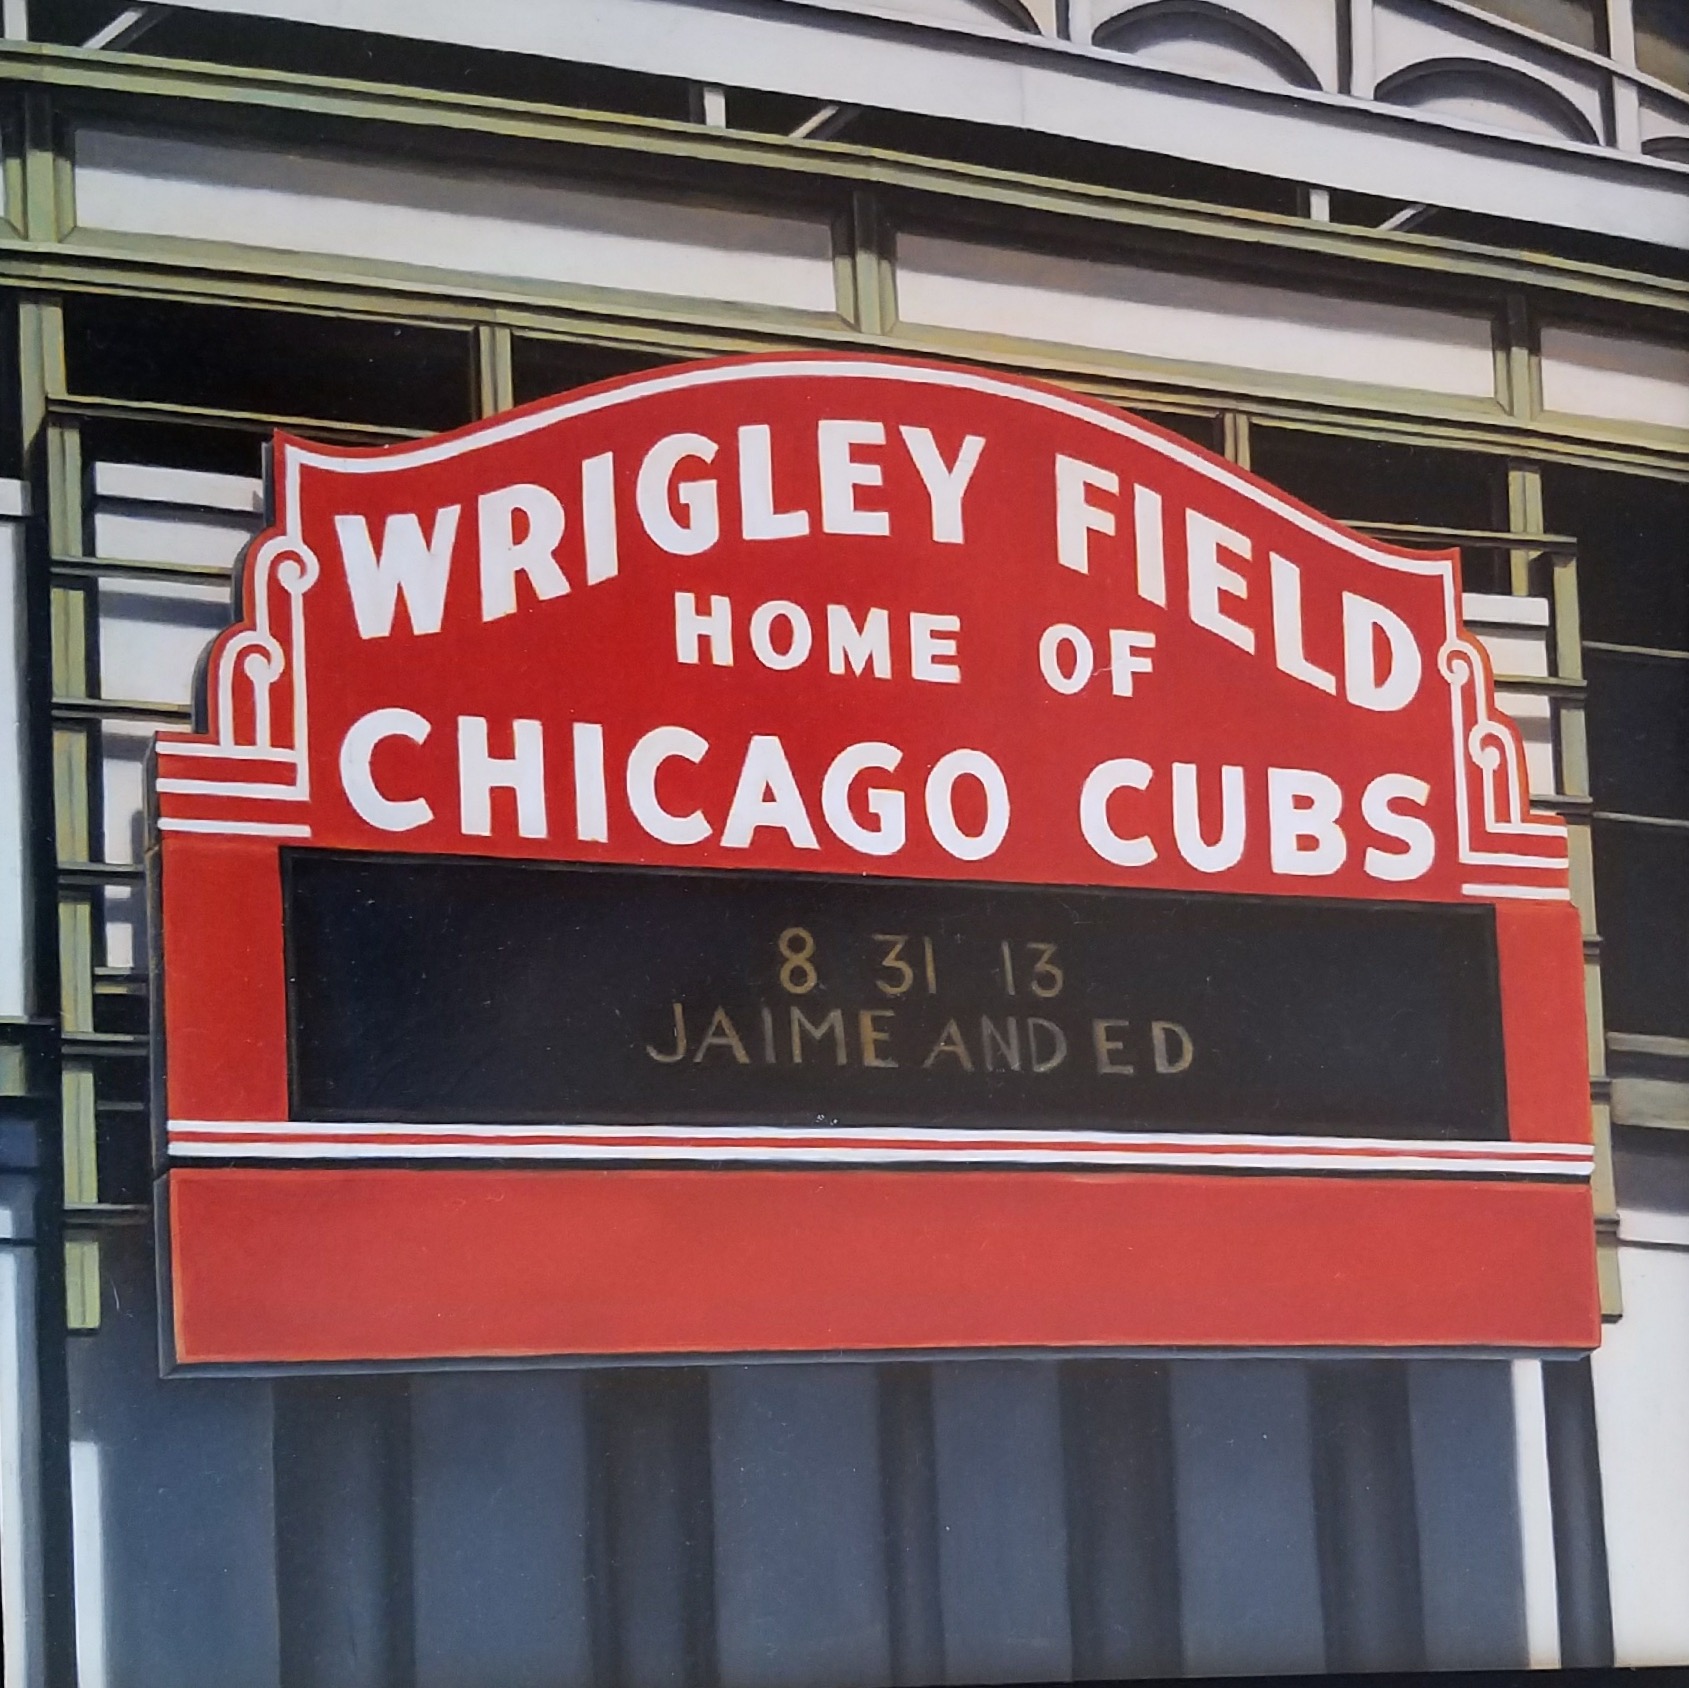 WRIGLEY FIELD
HOME OF
CHICAGO CUBS
8 31 13
JAIME AND ED